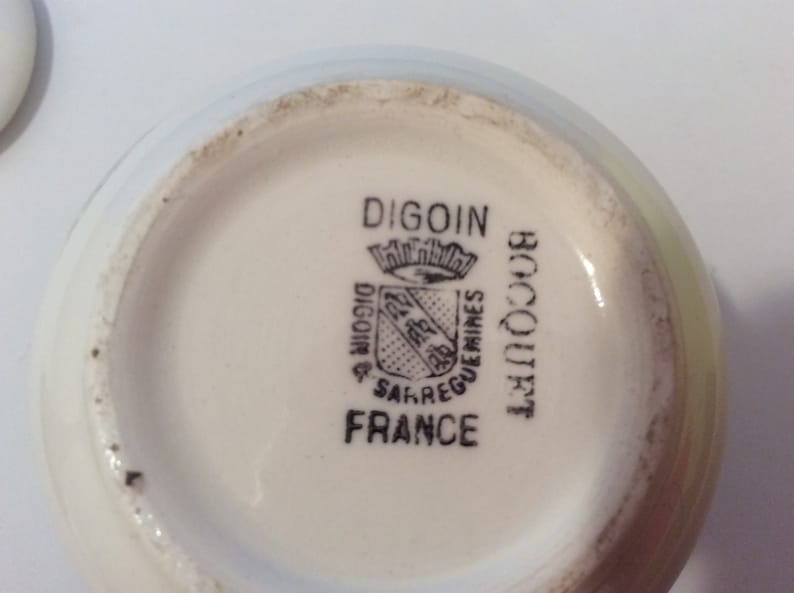 DIGOIN
DIGOIN & SARREGUEMINES
FRANCE
BOCQUET